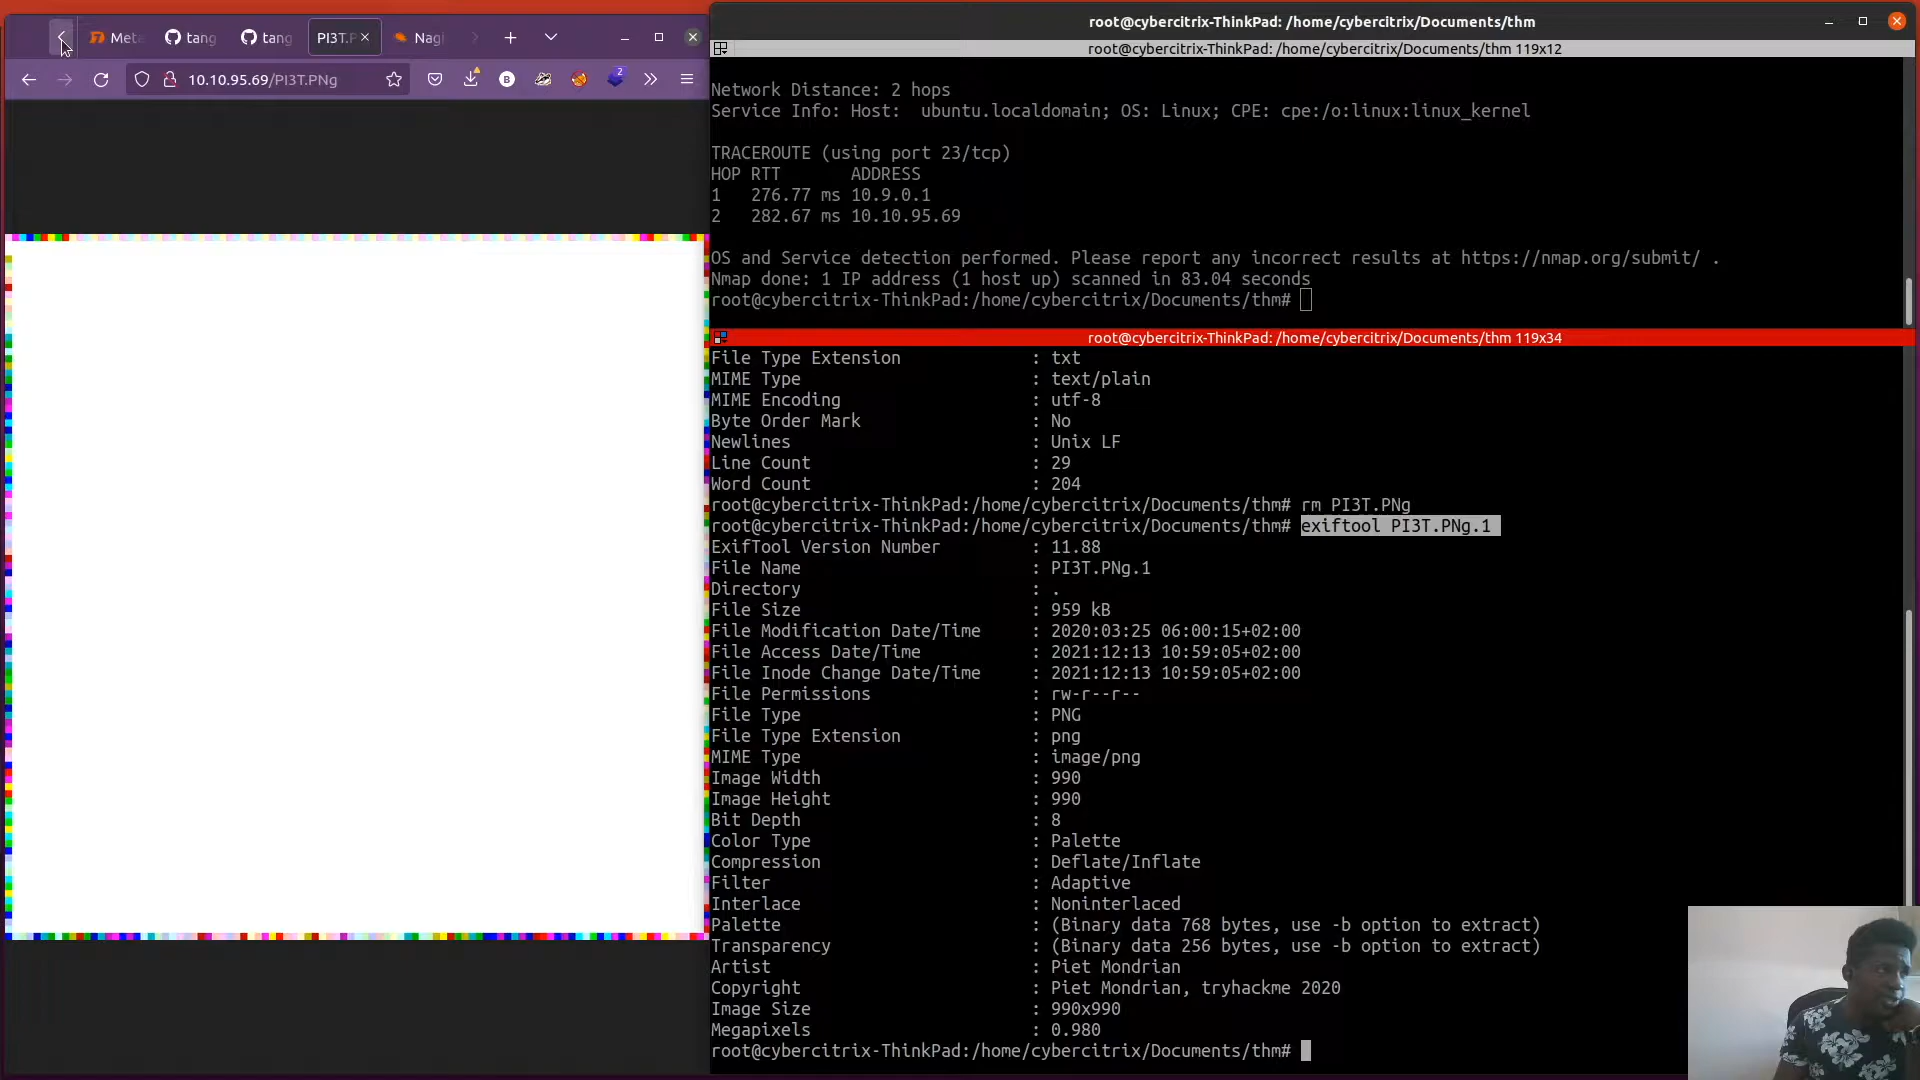 Meta
tang
tang
PI3T.P
Nagi
10.10.95.69/PI3T.PNg
B
2
root@cybercitrix-ThinkPad: /home/cybercitrix/Documents/thm
root@cybercitrix-ThinkPad: /home/cybercitrix/Documents/thm 119x12
Network Distance: 2 hops
Service Info: Host:  ubuntu.localdomain; OS: Linux; CPE: cpe:/o:linux:linux_kernel
TRACEROUTE (using port 23/tcp)
HOP RTT       ADDRESS
1   276.77 ms 10.9.0.1
2   282.67 ms 10.10.95.69
OS and Service detection performed. Please report any incorrect results at https://nmap.org/submit/ .
Nmap done: 1 IP address (1 host up) scanned in 83.04 seconds
root@cybercitrix-ThinkPad:/home/cybercitrix/Documents/thm#
root@cybercitrix-ThinkPad: /home/cybercitrix/Documents/thm 119x34
File Type Extension             : txt
MIME Type                       : text/plain
MIME Encoding                   : utf-8
Byte Order Mark                 : No
Newlines                        : Unix LF
Line Count                      : 29
Word Count                      : 204
root@cybercitrix-ThinkPad:/home/cybercitrix/Documents/thm# rm PI3T.PNg
root@cybercitrix-ThinkPad:/home/cybercitrix/Documents/thm# exiftool PI3T.PNg.1
ExifTool Version Number         : 11.88
File Name                       : PI3T.PNg.1
Directory                       : .
File Size                       : 959 kB
File Modification Date/Time     : 2020:03:25 06:00:15+02:00
File Access Date/Time           : 2021:12:13 10:59:05+02:00
File Inode Change Date/Time     : 2021:12:13 10:59:05+02:00
File Permissions                : rw-r--r--
File Type                       : PNG
File Type Extension             : png
MIME Type                       : image/png
Image Width                     : 990
Image Height                    : 990
Bit Depth                       : 8
Color Type                      : Palette
Compression                     : Deflate/Inflate
Filter                          : Adaptive
Interlace                       : Noninterlaced
Palette                         : (Binary data 768 bytes, use -b option to extract)
Transparency                    : (Binary data 256 bytes, use -b option to extract)
Artist                          : Piet Mondrian
Copyright                       : Piet Mondrian, tryhackme 2020
Image Size                      : 990x990
Megapixels                      : 0.980
root@cybercitrix-ThinkPad:/home/cybercitrix/Documents/thm#